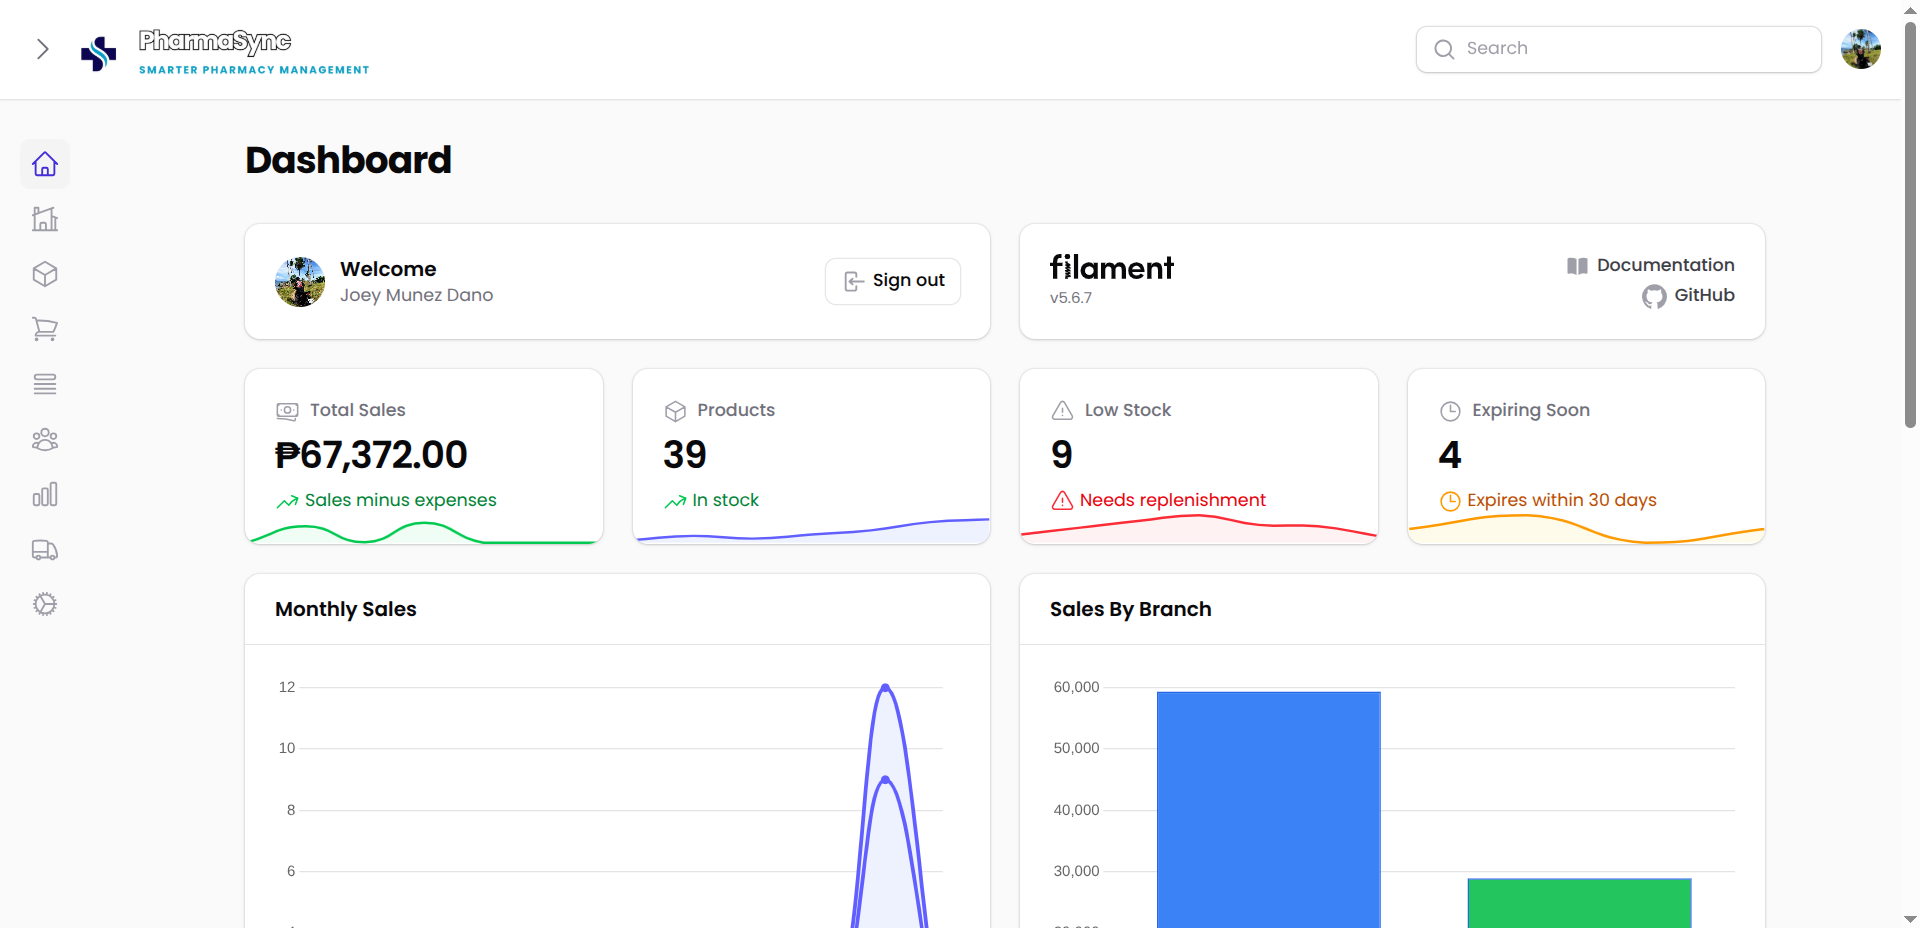 PharmaSync
SMARTER PHARMACY MANAGEMENT
Search
Dashboard
Welcome
Joey Munez Dano
Sign out
filament
v5.6.7
Documentation
GitHub
Total Sales
₱67,372.00
Sales minus expenses
Products
39
In stock
Low Stock
9
Needs replenishment
Expiring Soon
4
Expires within 30 days
Monthly Sales
12
10
8
6
Sales By Branch
60,000
50,000
40,000
30,000